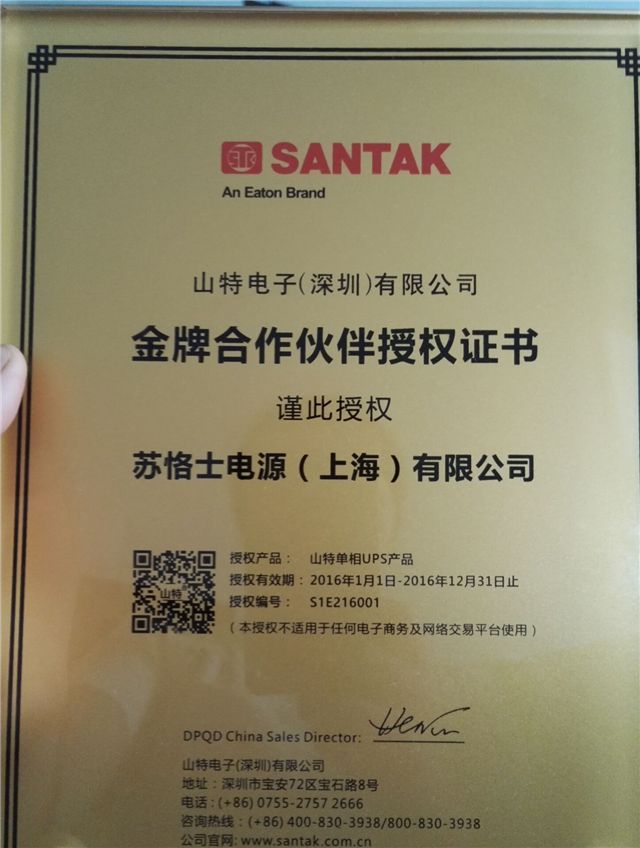 SANTAK
An Eaton Brand
山特电子(深圳)有限公司
金牌合作伙伴授权证书
谨此授权
苏恪士电源（上海）有限公司
山特
授权产品： 山特单相UPS产品
授权有效期：2016年1月1日-2016年12月31日止
授权编号： S1E216001
（本授权不适用于任何电子商务及网络交易平台使用）
DPQD China Sales Director:
山特电子(深圳)有限公司
地址：深圳市宝安72区宝石路8号
电话：(+86) 0755-2757 2666
咨询热线：(+86) 400-830-3938/800-830-3938
公司官网: www.santak.com.cn